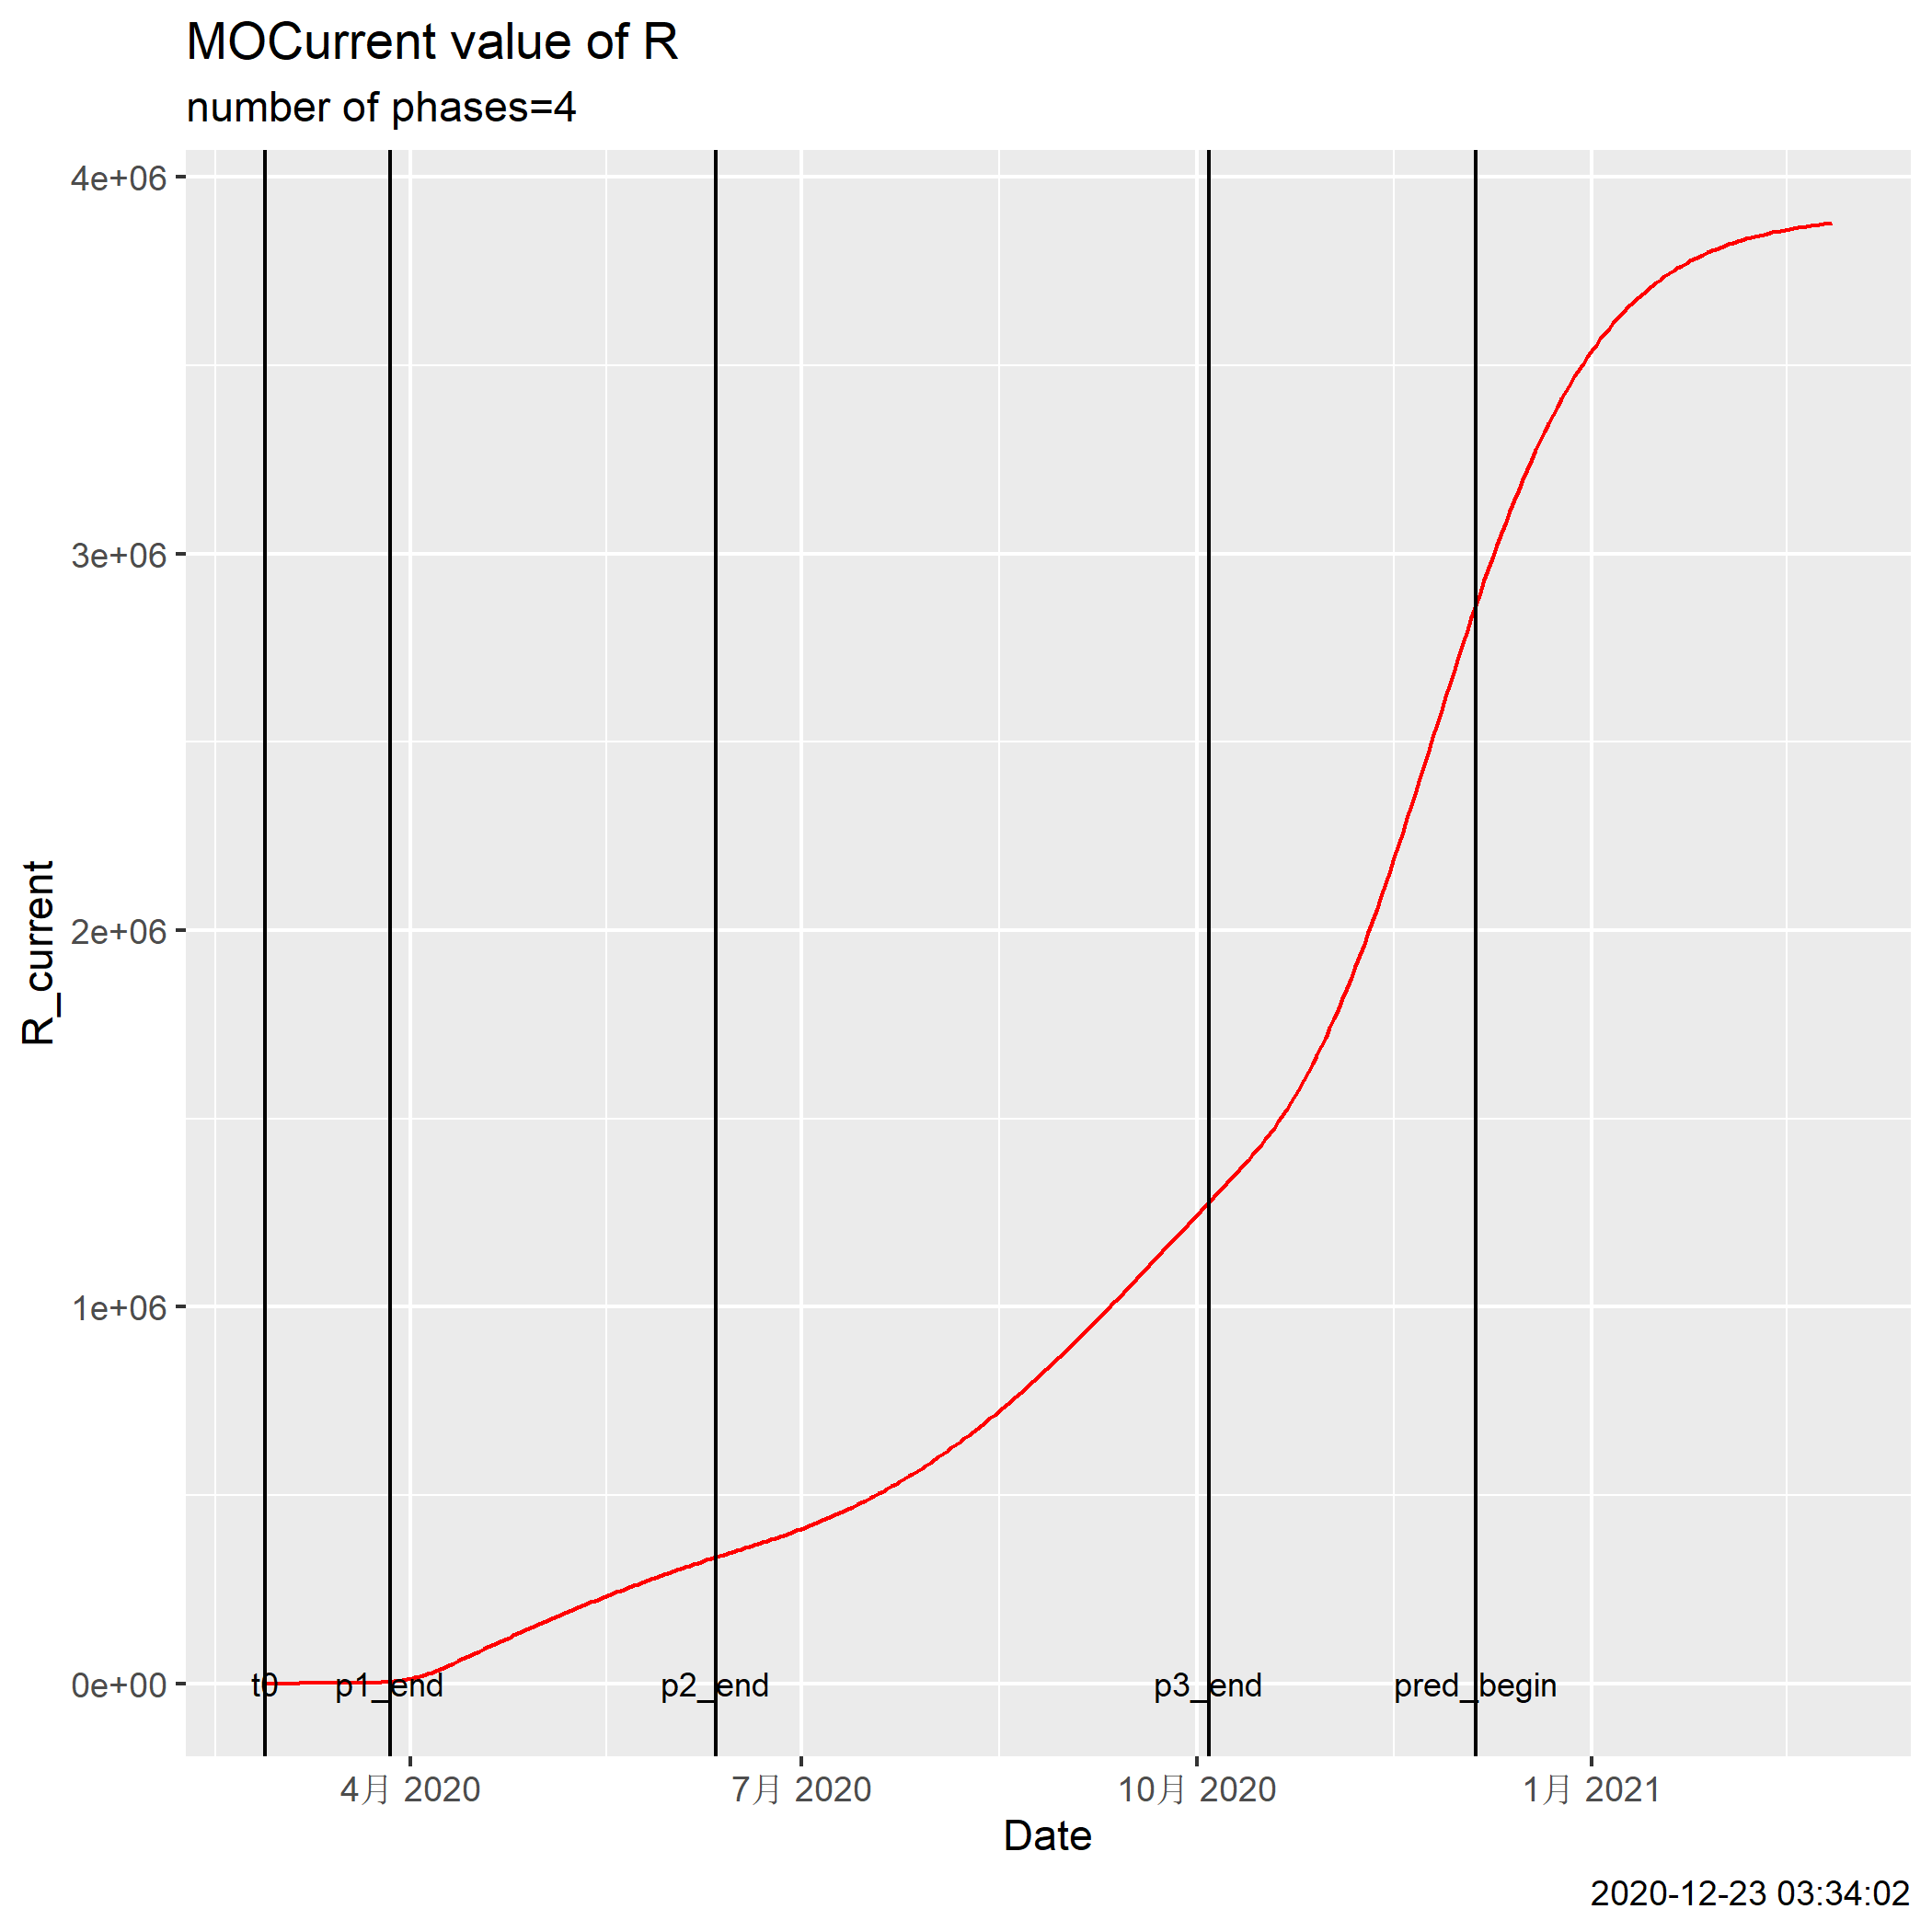 MOCurrent value of R
number of phases=4
4e+06
3e+06
2e+06
1e+06
0e+00
R_current
t0 p1_end p2_end p3_end pred_begin
4月 2020 7月 2020 10月 2020 1月 2021
Date
2020-12-23 03:34:02